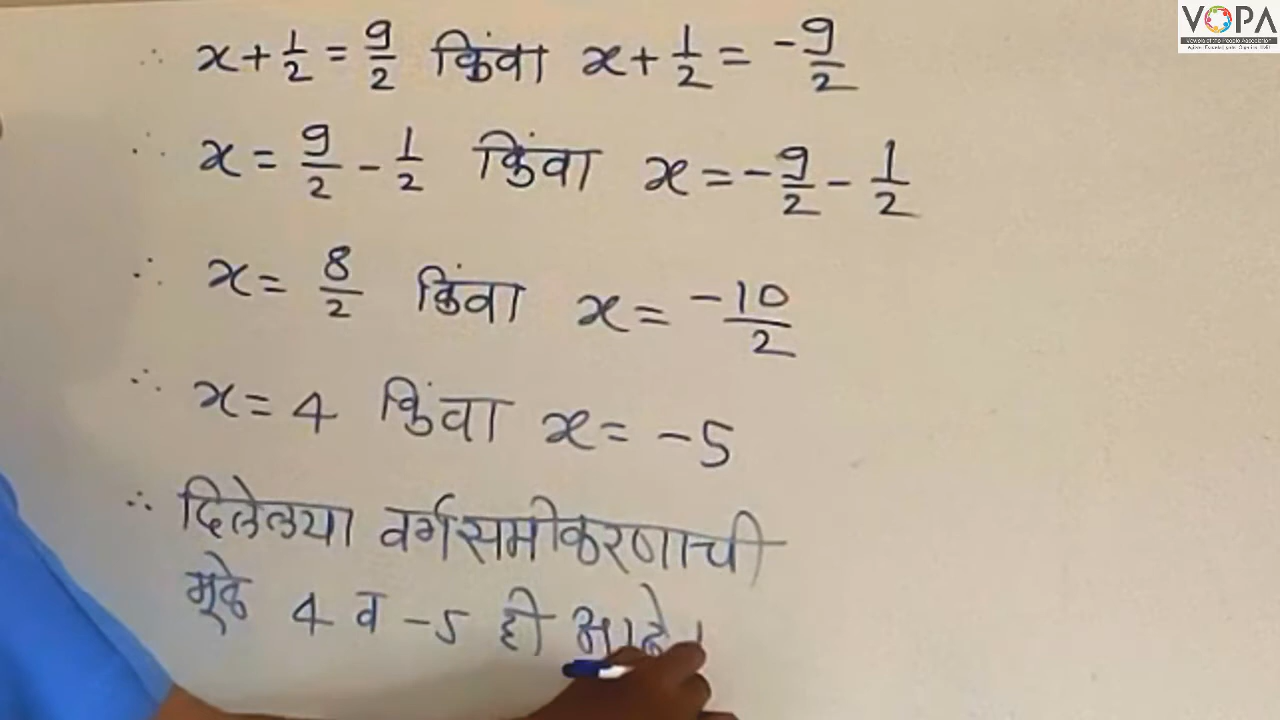 VOPA
∴ x + 1/2 = 9/2 किंवा x + 1/2 = -9/2
∴ x = 9/2 - 1/2 किंवा x = -9/2 - 1/2
∴ x = 8/2 किंवा x = -10/2
∴ x = 4 किंवा x = -5
∴ दिलेल्या वर्गसमीकरणाची
मूळे 4 व -5 ही